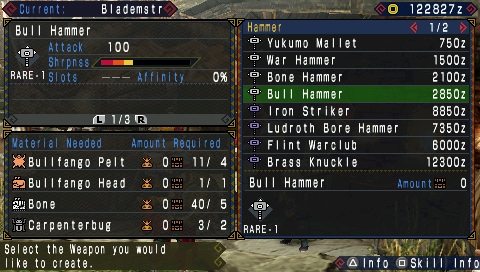 Current: Blademstr
122827z
Bull Hammer
Attack 100
Shrpnss
RARE-1
Slots --- Affinity 0%
L 1/3 R
Material Needed Amount Required
Bullfango Pelt 0 11/ 4
Bullfango Head 0 1/ 1
Bone 0 40/ 5
Carpenterbug 0 3/ 2
Select the Weapon you would
like to create.
Hammer 1/2
Yukumo Mallet 750z
War Hammer 1500z
Bone Hammer 2100z
Bull Hammer 2850z
Iron Striker 8850z
Ludroth Bore Hammer 7350z
Flint Warclub 6000z
Brass Knuckle 12300z
Bull Hammer Amount 0
RARE-1
Info Skill Info